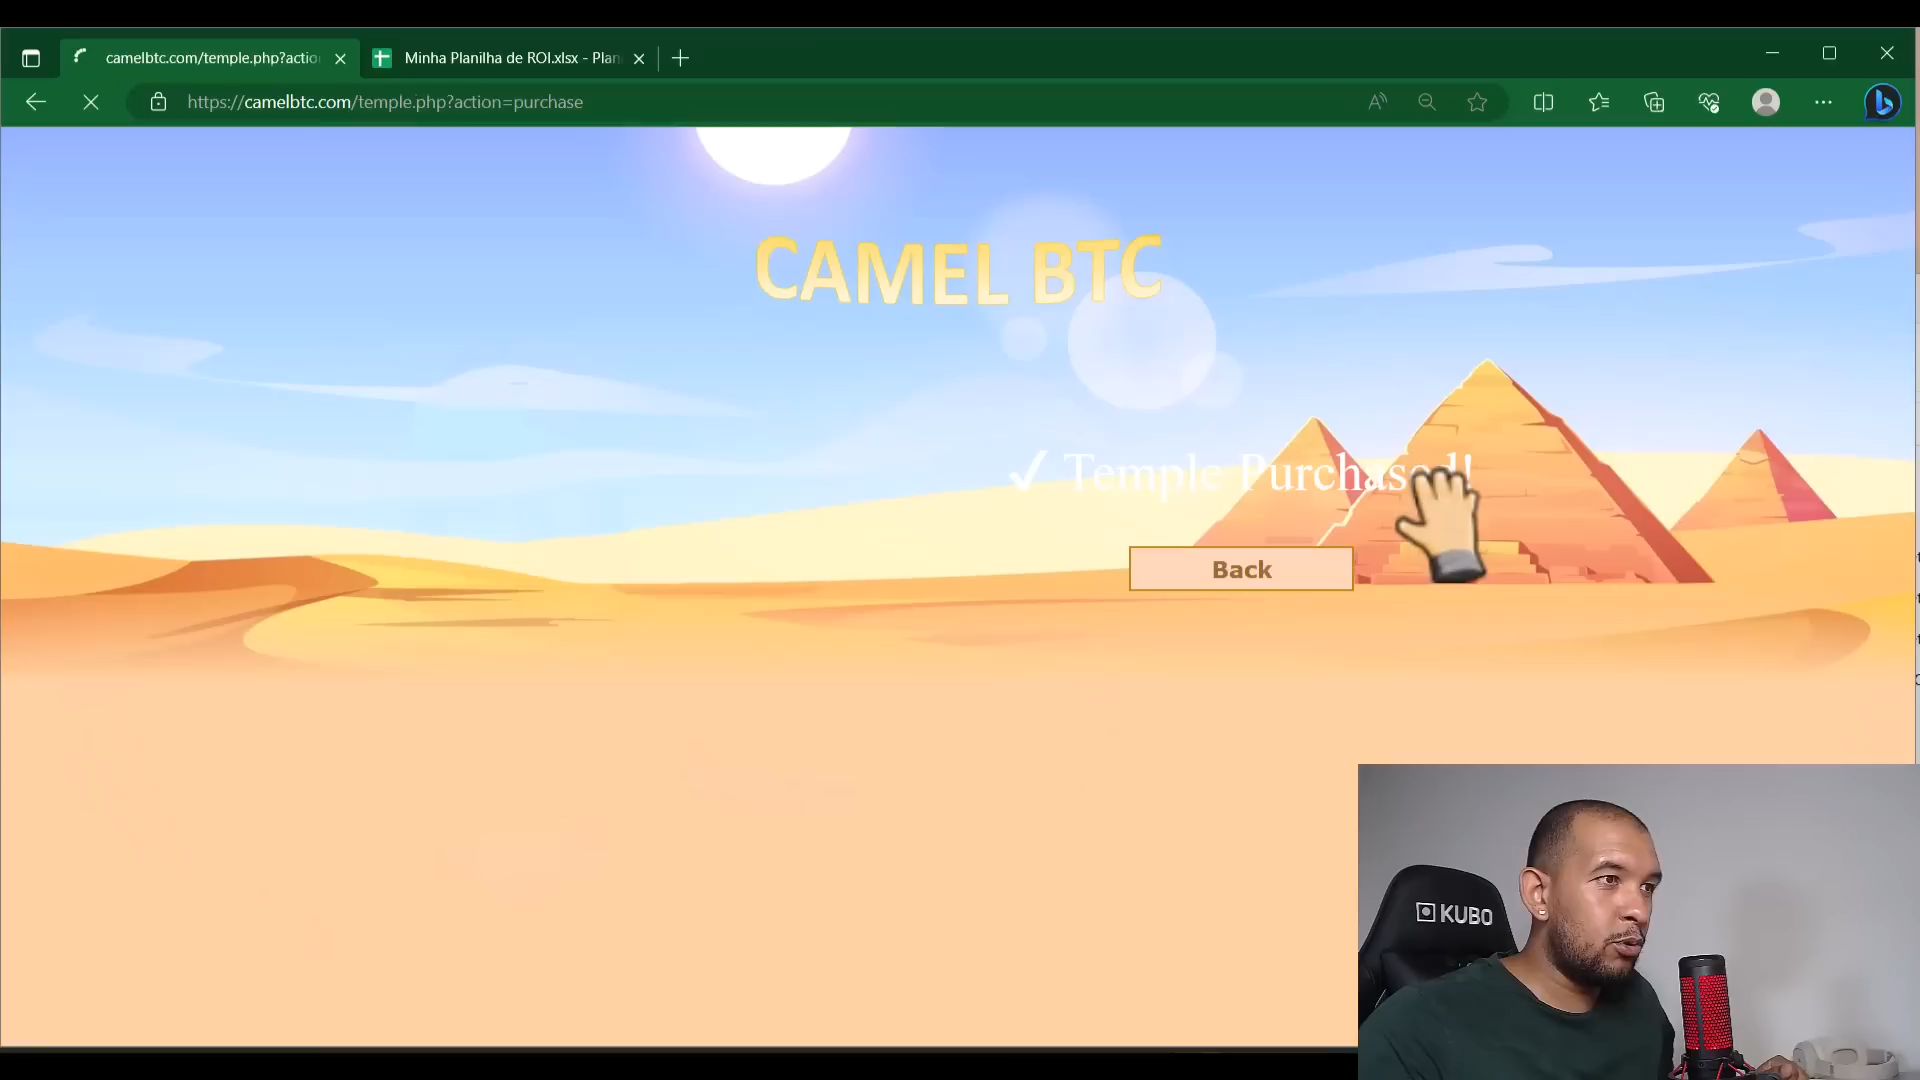 camelbtc.com/temple.php?actio
Minha Planilha de ROI.xlsx - Plan
https://camelbtc.com/temple.php?action=purchase
CAMEL BTC
✓ Temple Purchased!
Back
KUBO